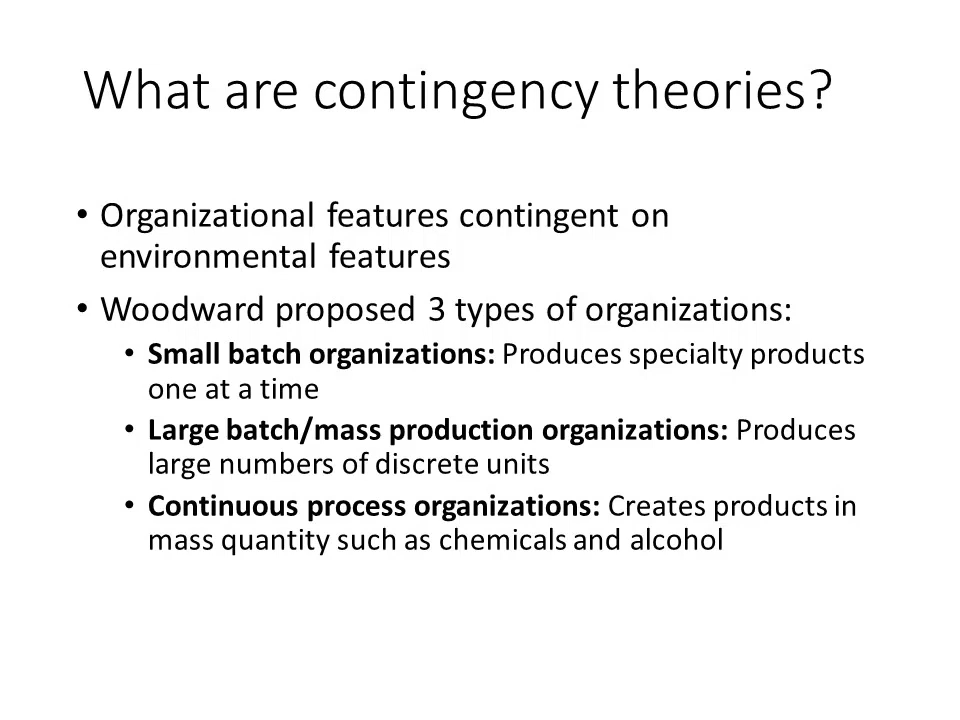 What are contingency theories?
• Organizational features contingent on
environmental features
• Woodward proposed 3 types of organizations:
• Small batch organizations: Produces specialty products
one at a time
• Large batch/mass production organizations: Produces
large numbers of discrete units
• Continuous process organizations: Creates products in
mass quantity such as chemicals and alcohol